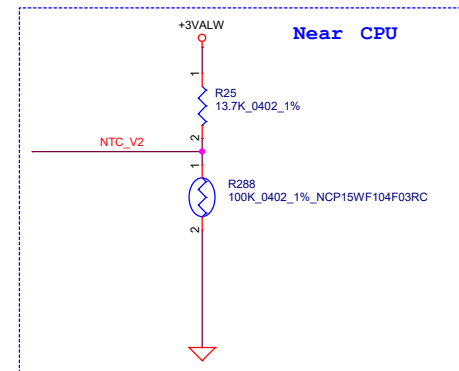 +3VALW
Near CPU
1
R25
13.7K_0402_1%
2
NTC_V2
1
R288
100K_0402_1%_NCP15WF104F03RC
2